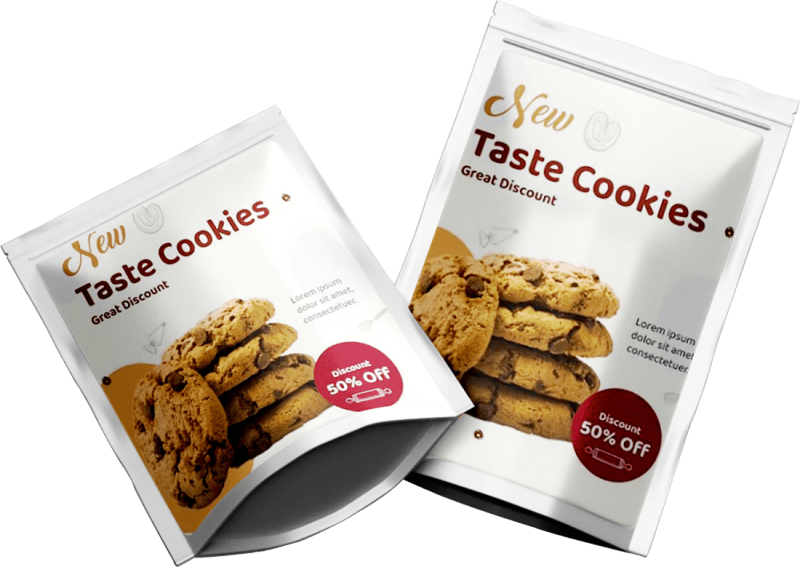 New
Taste Cookies
Great Discount
Lorem ipsum
dolor sit amet,
consectetuer.
Discount
50% Off
New
Taste Cookies
Great Discount
Lorem ipsum
dolor sit amet
consectetuer.
Discount
50% Off